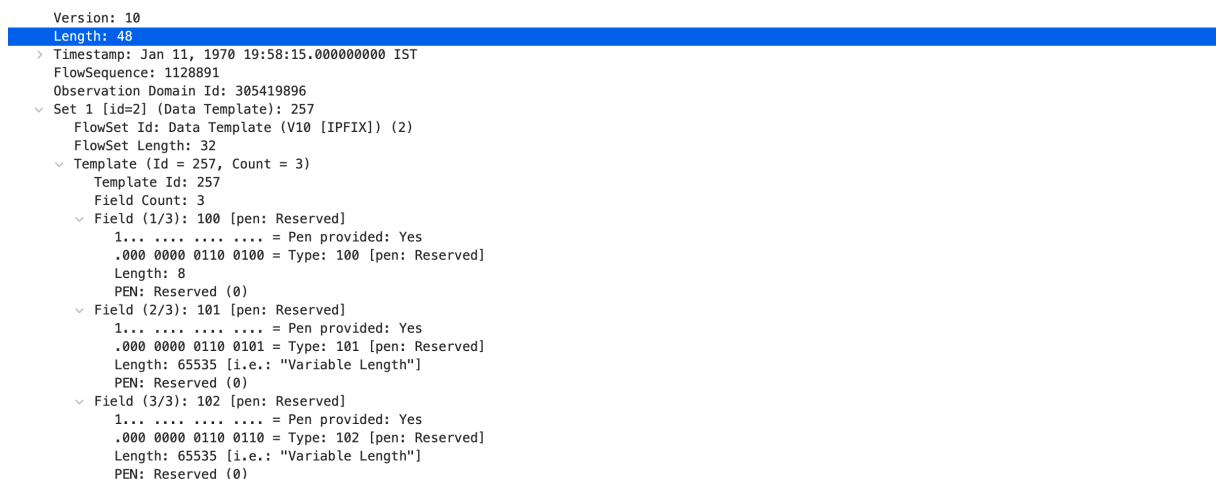 Version: 10
Length: 48
Timestamp: Jan 11, 1970 19:58:15.000000000 IST
FlowSequence: 1128891
Observation Domain Id: 305419896
Set 1 [id=2] (Data Template): 257
FlowSet Id: Data Template (V10 [IPFIX]) (2)
FlowSet Length: 32
Template (Id = 257, Count = 3)
Template Id: 257
Field Count: 3
Field (1/3): 100 [pen: Reserved]
1... .... .... .... = Pen provided: Yes
.000 0000 0110 0100 = Type: 100 [pen: Reserved]
Length: 8
PEN: Reserved (0)
Field (2/3): 101 [pen: Reserved]
1... .... .... .... = Pen provided: Yes
.000 0000 0110 0101 = Type: 101 [pen: Reserved]
Length: 65535 [i.e.: "Variable Length"]
PEN: Reserved (0)
Field (3/3): 102 [pen: Reserved]
1... .... .... .... = Pen provided: Yes
.000 0000 0110 0110 = Type: 102 [pen: Reserved]
Length: 65535 [i.e.: "Variable Length"]
PEN: Reserved (0)